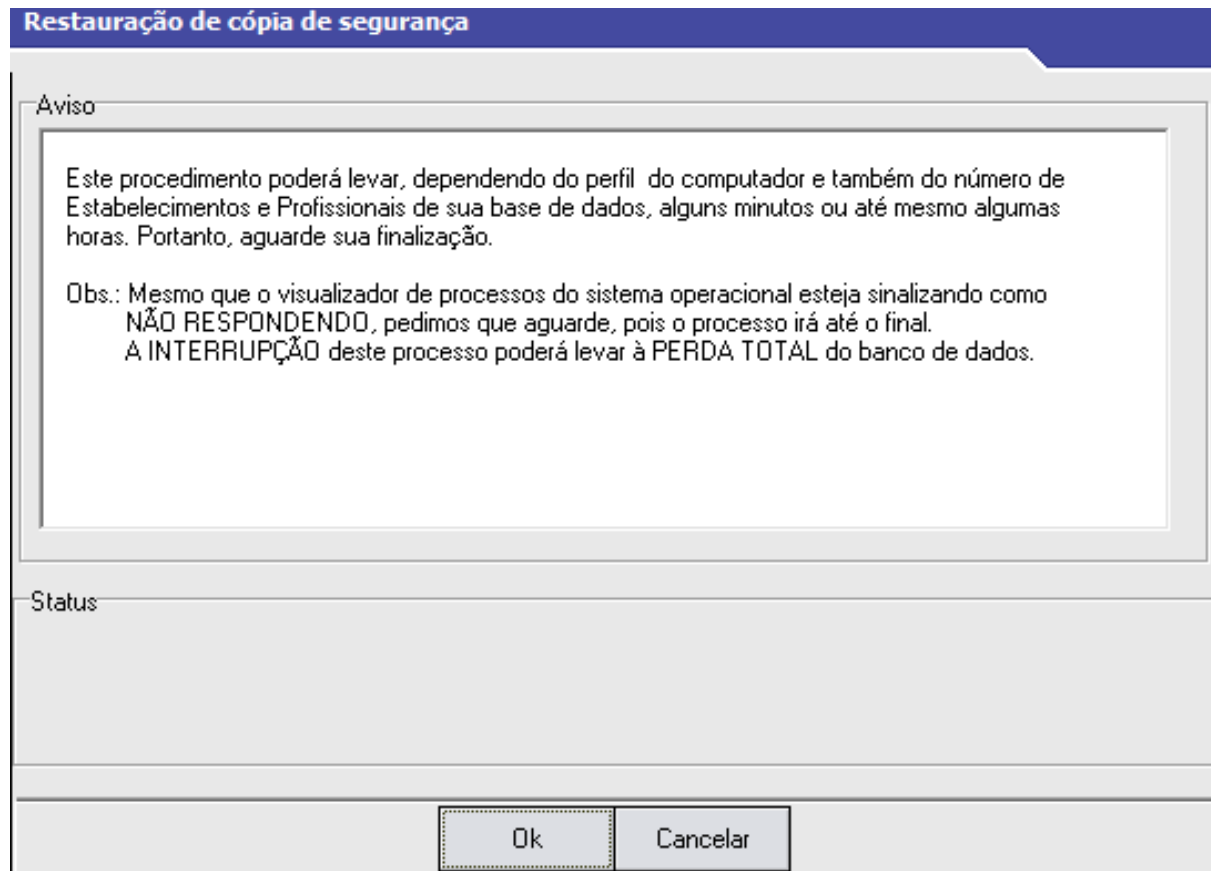 Restauração de cópia de segurança
Aviso
Este procedimento poderá levar, dependendo do perfil do computador e também do número de
Estabelecimentos e Profissionais de sua base de dados, alguns minutos ou até mesmo algumas
horas. Portanto, aguarde sua finalização.
Obs.: Mesmo que o visualizador de processos do sistema operacional esteja sinalizando como
NÃO RESPONDENDO, pedimos que aguarde, pois o processo irá até o final.
A INTERRUPÇÃO deste processo poderá levar à PERDA TOTAL do banco de dados.
Status
Ok
Cancelar